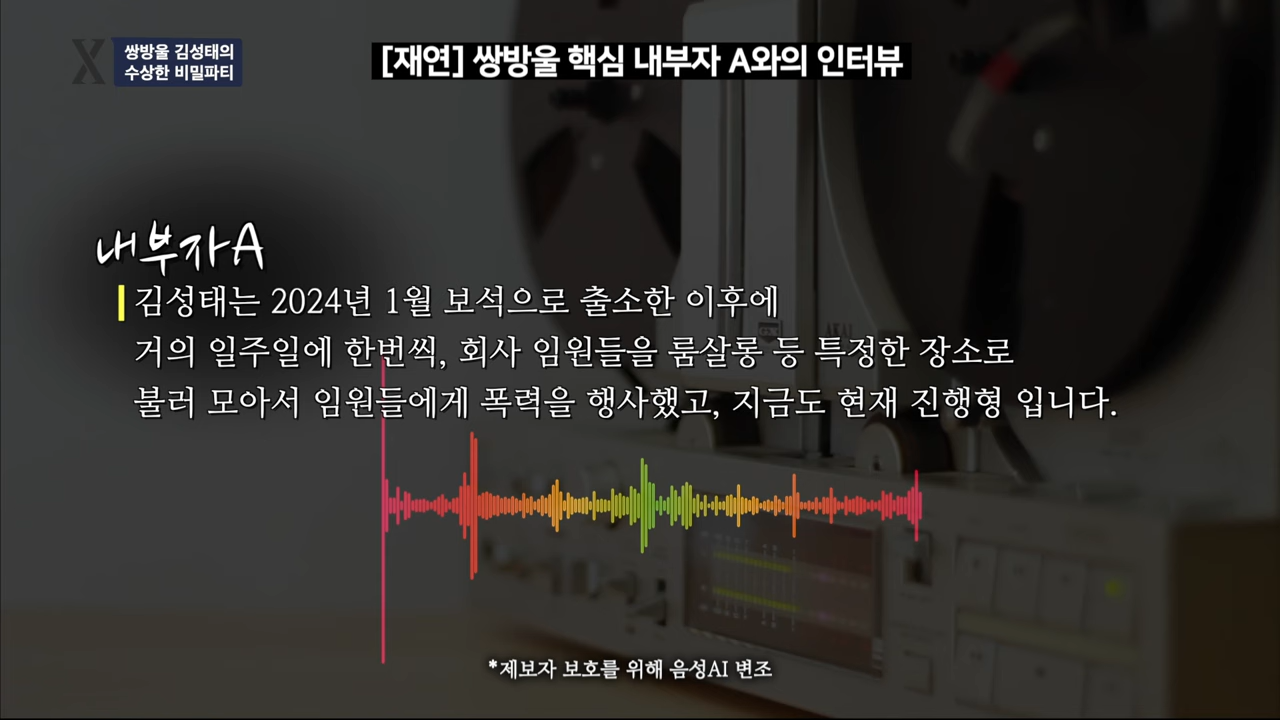 X
쌍방울 김성태의
수상한 비밀파티
[재연] 쌍방울 핵심 내부자 A와의 인터뷰
내부자A
김성태는 2024년 1월 보석으로 출소한 이후에
거의 일주일에 한번씩, 회사 임원들을 룸살롱 등 특정한 장소로
불러 모아서 임원들에게 폭력을 행사했고, 지금도 현재 진행형 입니다.
GX
AKAI
*제보자 보호를 위해 음성AI 변조